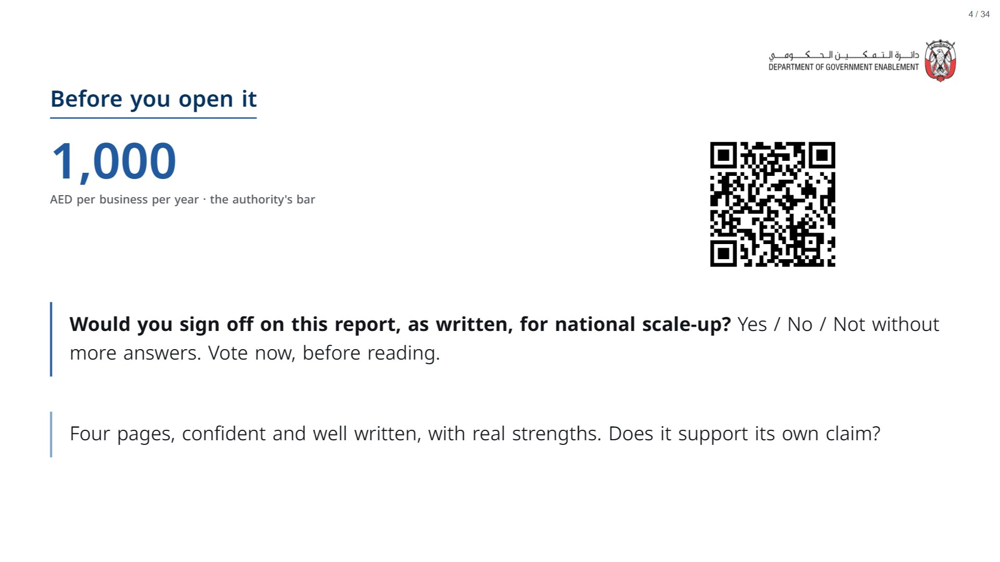 4 / 34
دائرة التمكين الحكومي
DEPARTMENT OF GOVERNMENT ENABLEMENT
Before you open it
1,000
AED per business per year · the authority's bar
Would you sign off on this report, as written, for national scale-up? Yes / No / Not without
more answers. Vote now, before reading.
Four pages, confident and well written, with real strengths. Does it support its own claim?